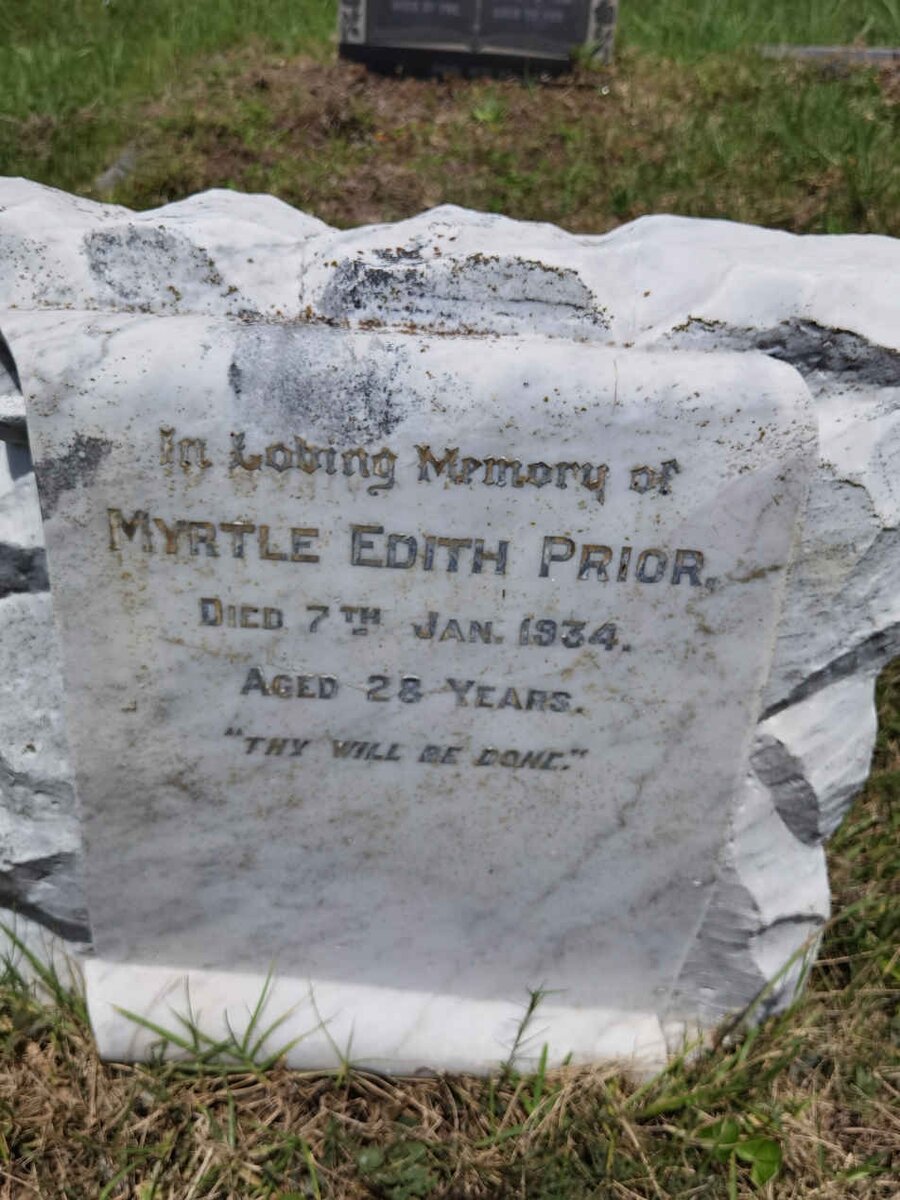 In Loving Memory of
MYRTLE EDITH PRIOR.
DIED 7TH JAN. 1934.
AGED 28 YEARS.
"THY WILL BE DONE."